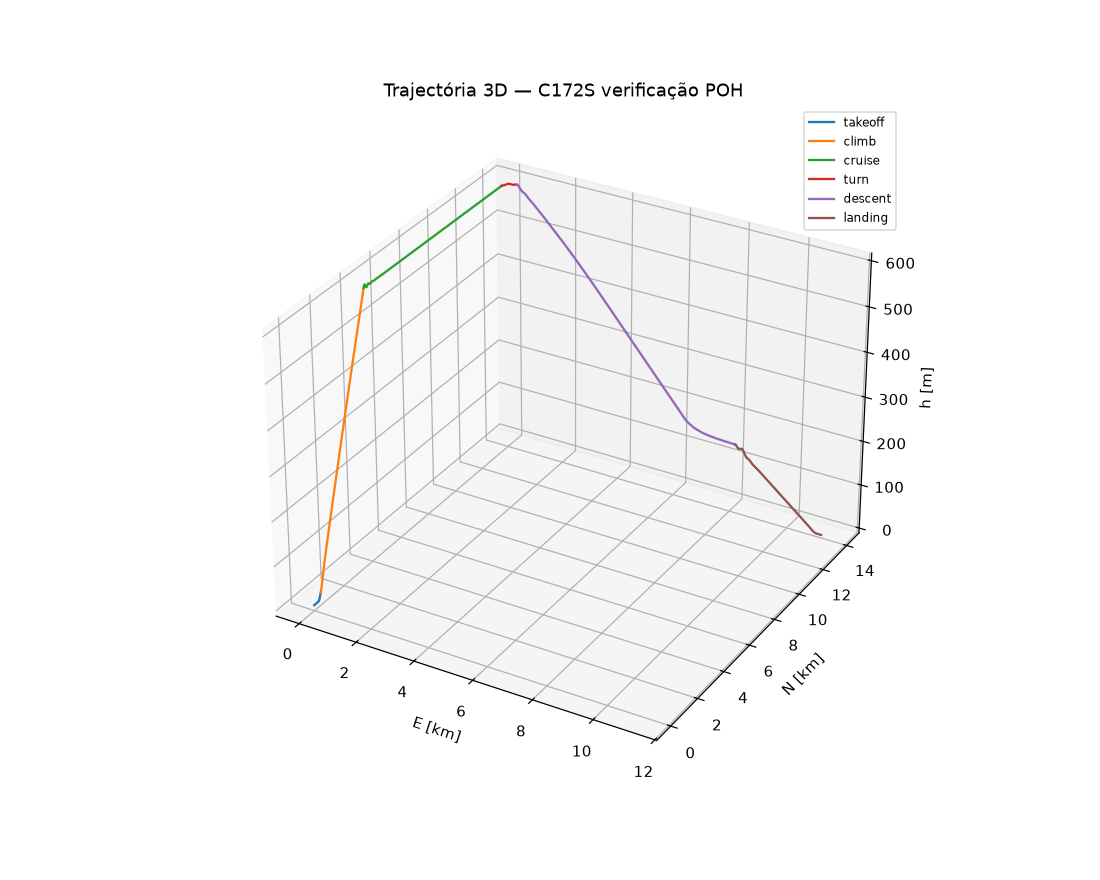 Trajectória 3D — C172S verificação POH
takeoff
climb
cruise
turn
descent
landing
600
500
400
300
200
100
0
h [m]
14
12
10
8
6
4
2
0
N [km]
0
2
4
6
8
10
12
E [km]